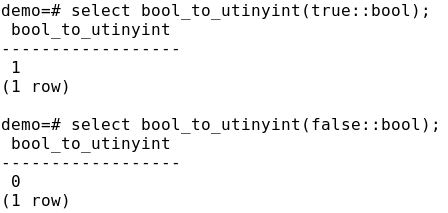 demo=# select bool_to_utinyint(true::bool);
 bool_to_utinyint
------------------
 1
(1 row)

demo=# select bool_to_utinyint(false::bool);
 bool_to_utinyint
------------------
 0
(1 row)